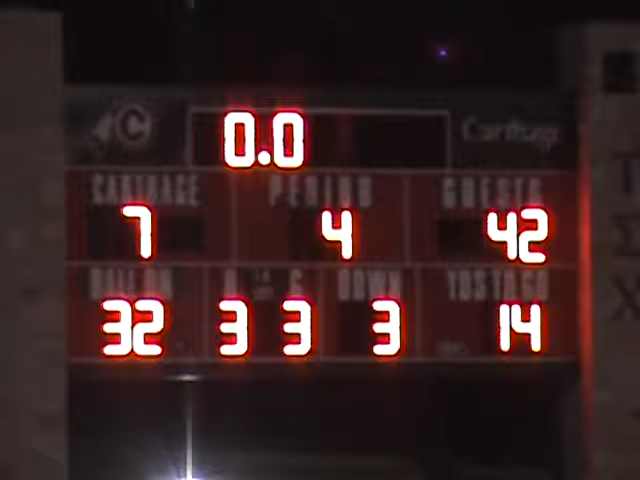 C Carthage
0.0
CARTHAGE PERIOD GUESTS
7 4 42
BALL ON DOWN YDS TO GO
32 3 3 3 14